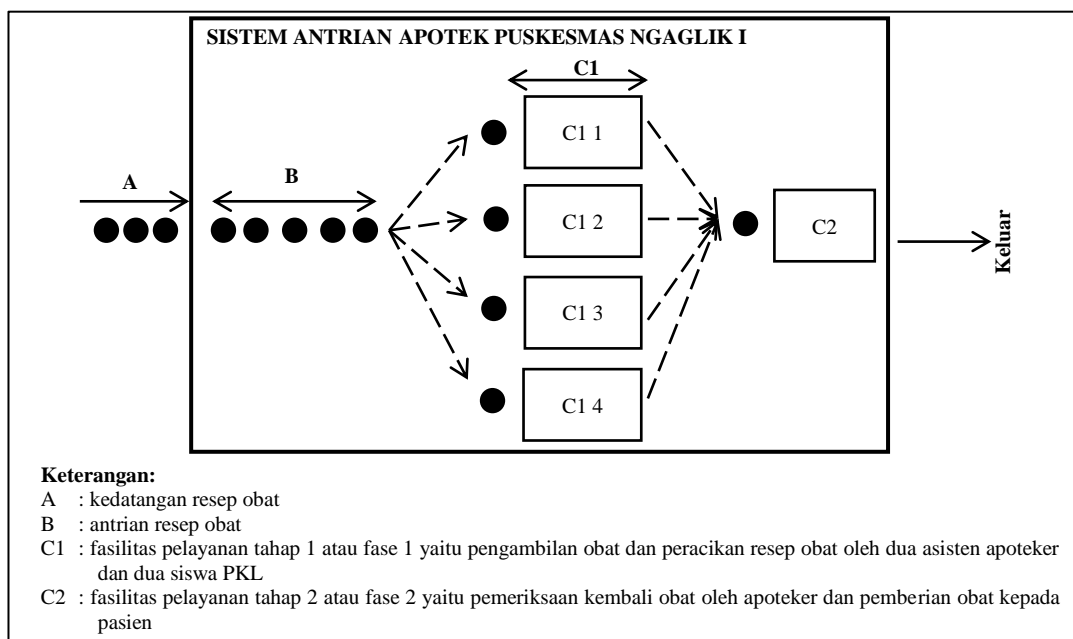 SISTEM ANTRIAN APOTEK PUSKESMAS NGAGLIK I
C1
C1 1
A
B
C1 2
C2
Keluar
C1 3
C1 4
Keterangan:
A : kedatangan resep obat
B : antrian resep obat
C1 : fasilitas pelayanan tahap 1 atau fase 1 yaitu pengambilan obat dan peracikan resep obat oleh dua asisten apoteker
dan dua siswa PKL
C2 : fasilitas pelayanan tahap 2 atau fase 2 yaitu pemeriksaan kembali obat oleh apoteker dan pemberian obat kepada
pasien